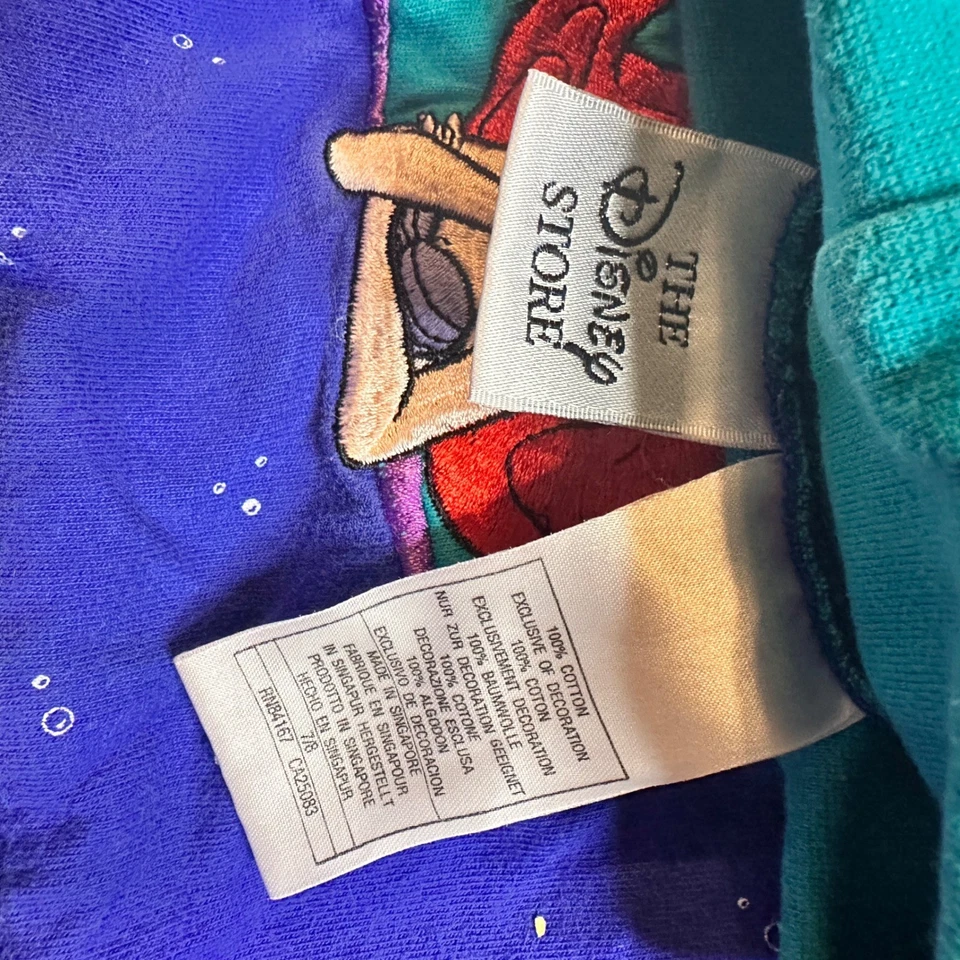 THE
DISNEY
STORE
100% COTTON
EXCLUSIVE OF DECORATION
100% COTON
EXCLUSIVEMENT DECORATION
100% BAUMWOLLE
NUR ZUR DECORATION GEEIGNET
100% COTONE
DECORAZIONE ESCLUSA
100% ALGODON
EXCLUSIVO DE DECORACION
MADE IN SINGAPORE
FABRIQUE EN SINGAPOUR
IN SINGAPUR HERGESTELLT
PRODOTO IN SINGAPORE
HECHO EN SINGAPUR
7/8
RN84167 CA25083